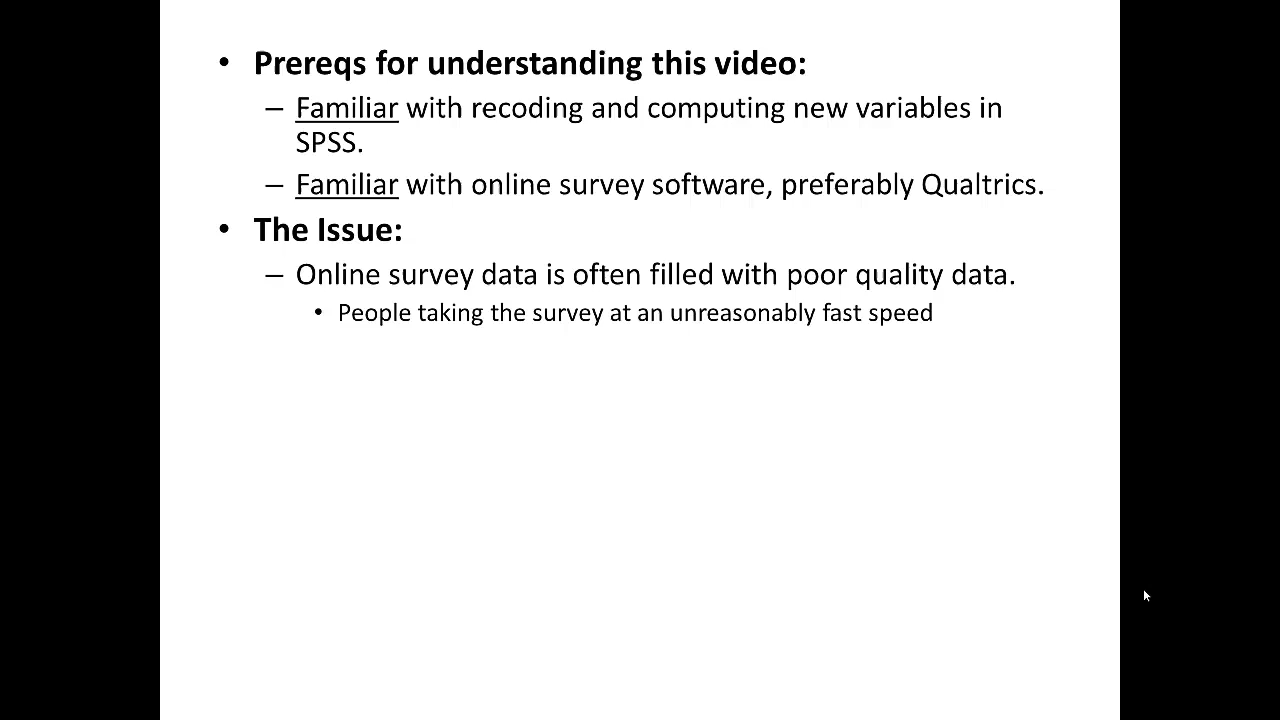 • Prereqs for understanding this video:
– Familiar with recoding and computing new variables in
SPSS.
– Familiar with online survey software, preferably Qualtrics.
• The Issue:
– Online survey data is often filled with poor quality data.
• People taking the survey at an unreasonably fast speed